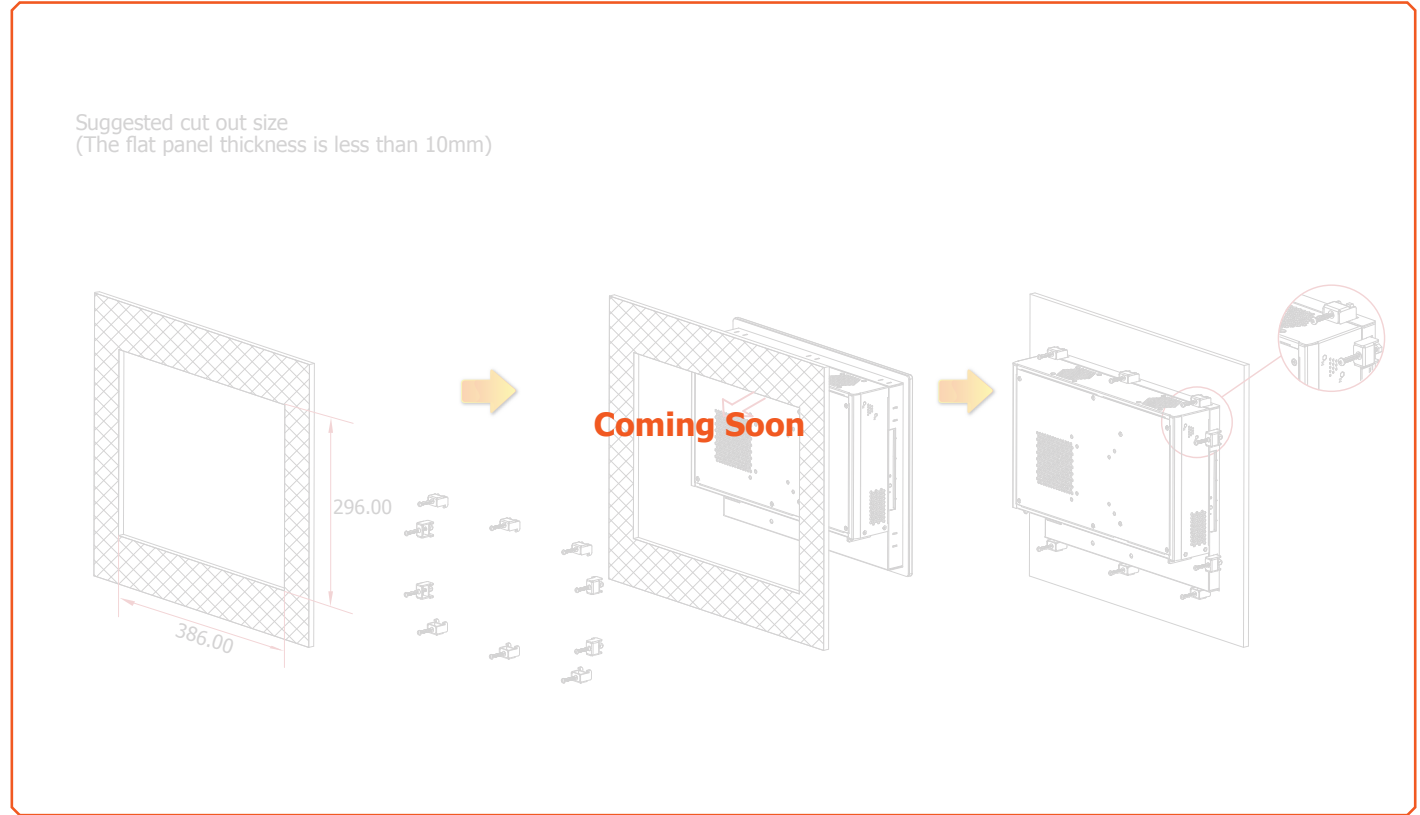 Suggested cut out size
(The flat panel thickness is less than 10mm)
Coming Soon
296.00
386.00